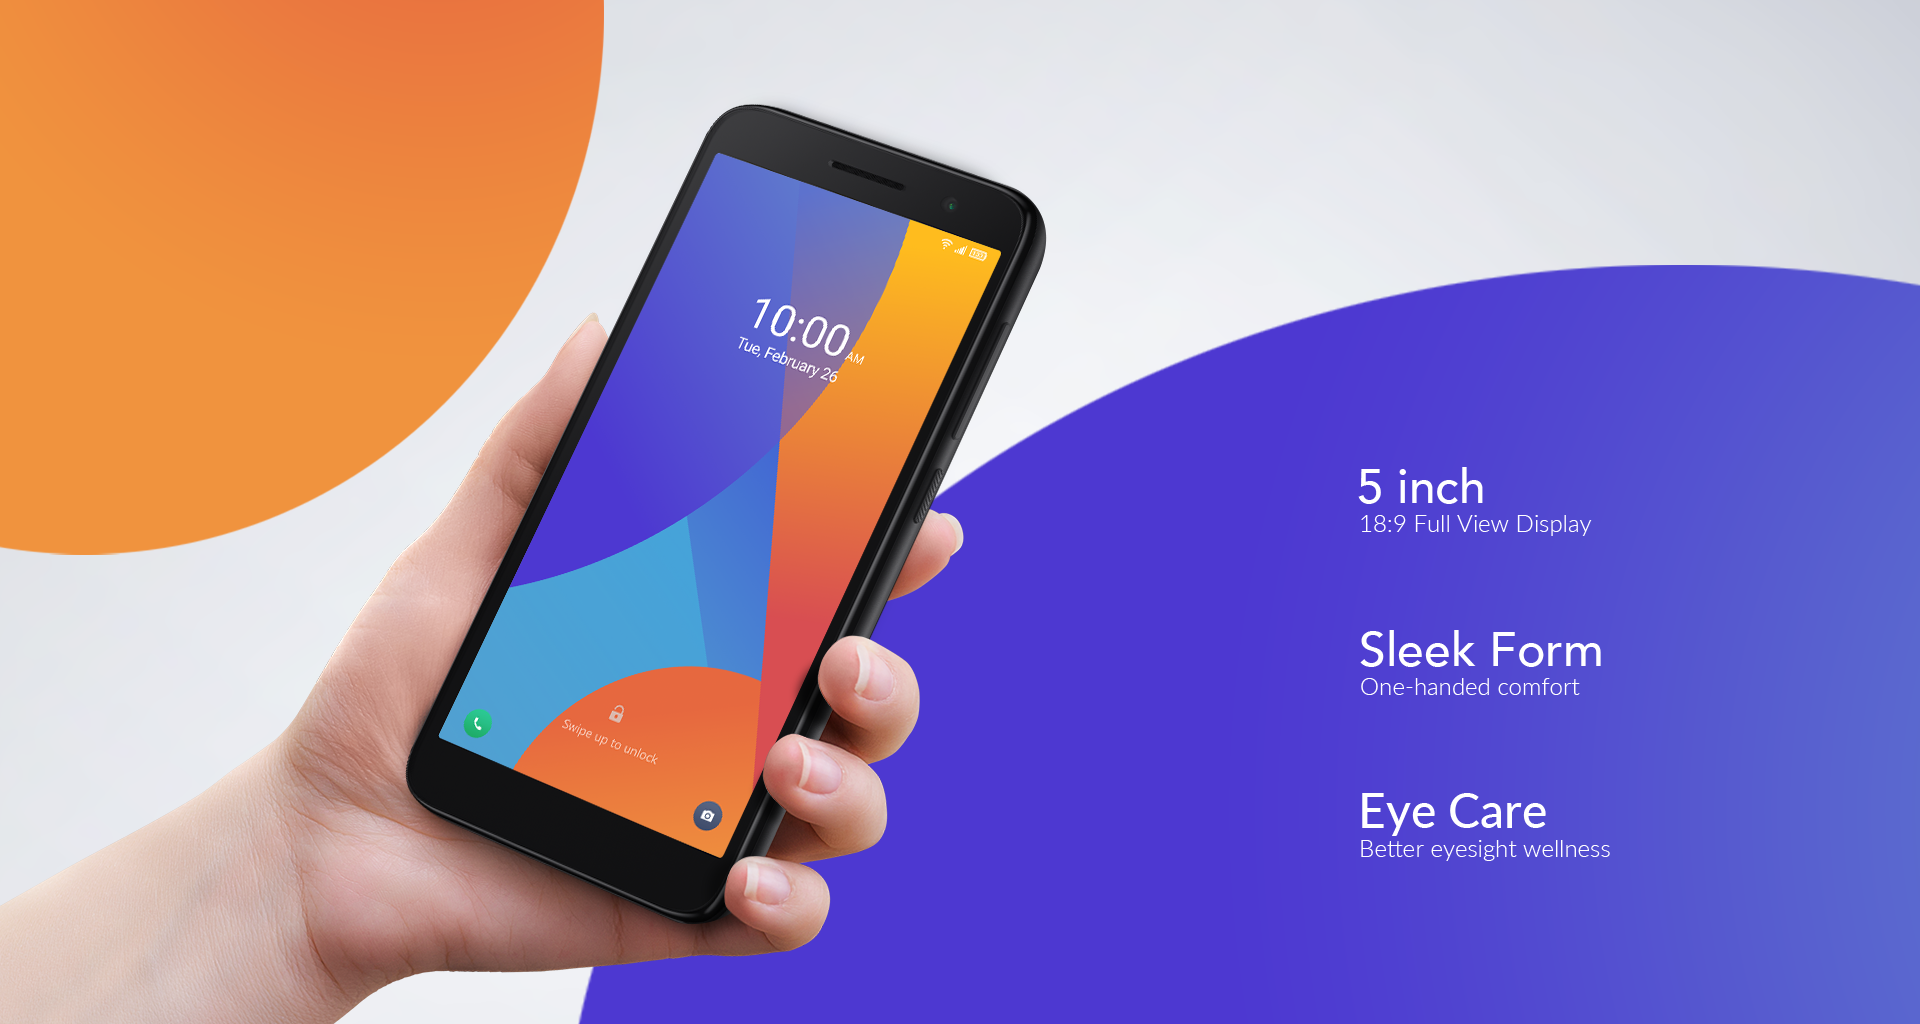 10:00 AM
Tue, February 26
Swipe up to unlock
5 inch
18:9 Full View Display
Sleek Form
One-handed comfort
Eye Care
Better eyesight wellness